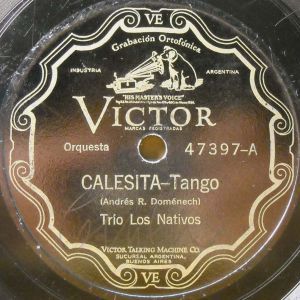 VE
Grabación Ortofónica
INDUSTRIA ARGENTINA
"HIS MASTER'S VOICE"
VICTOR
MARCAS REGISTRADAS
Orquesta 47397-A
CALESITA-Tango
(Andrés R. Doménech)
Trio Los Nativos
VICTOR TALKING MACHINE CO.
SUCURSAL ARGENTINA,
BUENOS AIRES
VE